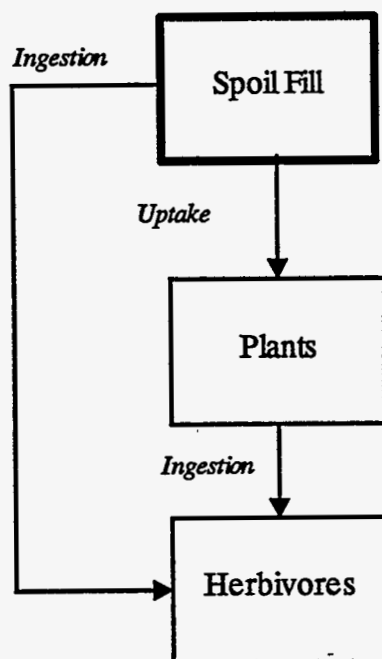 Ingestion
Spoil Fill
Uptake
Plants
Ingestion
Herbivores